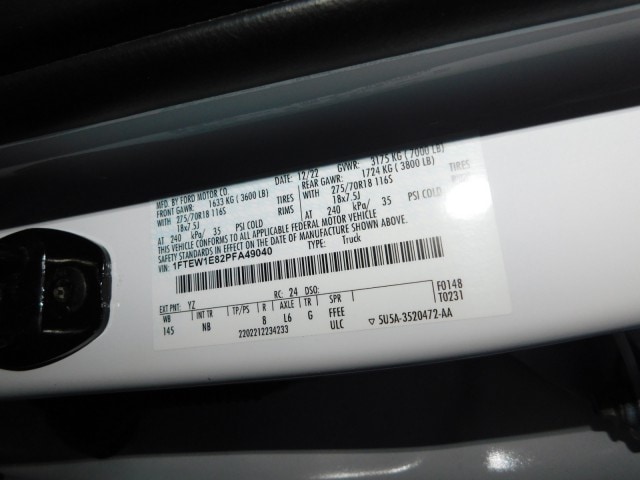 MFD. BY FORD MOTOR CO. DATE: 12/22 GVWR: 3175 KG (7000 LB)
FRONT GAWR: 1633 KG (3600 LB) REAR GAWR: 1724 KG (3800 LB)
WITH 275/70R18 116S TIRES WITH 275/70R18 116S TIRES
18x7.5J RIMS 18x7.5J RIMS
AT 240 kPa/ 35 PSI COLD AT 240 kPa/ 35 PSI COLD
THIS VEHICLE CONFORMS TO ALL APPLICABLE FEDERAL MOTOR VEHICLE
SAFETY STANDARDS IN EFFECT ON THE DATE OF MANUFACTURE SHOWN ABOVE.
VIN: 1FTEW1E82PFA49040 TYPE: Truck
EXT PNT: YZ RC: 24 DSO: F0148
WB INT TR TP/PS R AXLE TR SPR T0231
145 NB 8 L6 G FFEE
2202212234233 ULC ▽ 5U5A-3520472-AA